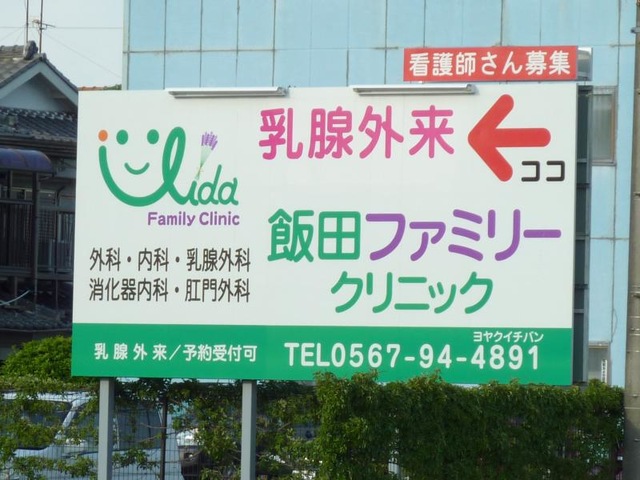 看護師さん募集
乳腺外来
ココ
Iida
Family Clinic
飯田ファミリー
クリニック
外科・内科・乳腺外科
消化器内科・肛門外科
ヨヤクイチバン
乳腺外来/予約受付可
TEL0567-94-4891